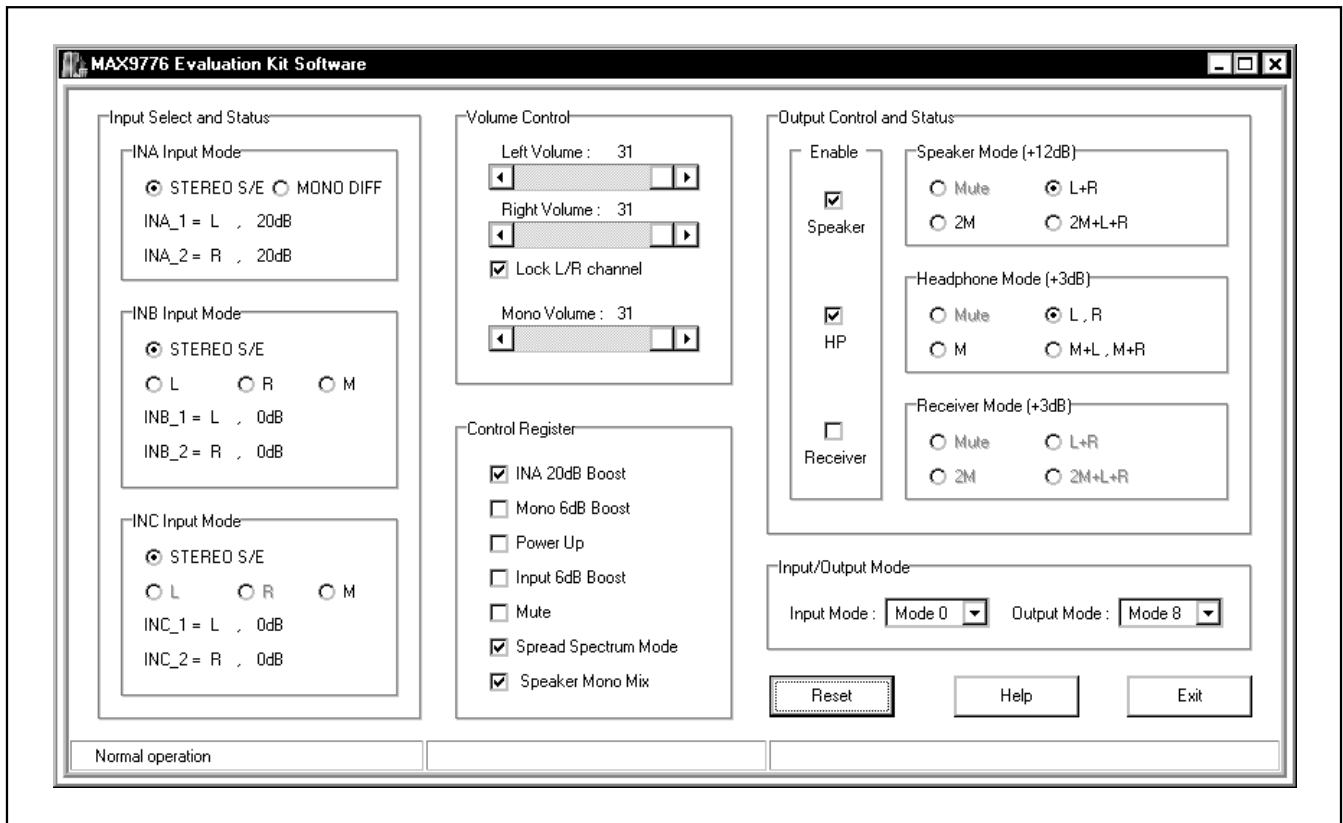 MAX9776 Evaluation Kit Software
Input Select and Status
INA Input Mode
STEREO S/E MONO DIFF
INA_1 = L , 20dB
INA_2 = R , 20dB
INB Input Mode
STEREO S/E
L R M
INB_1 = L , 0dB
INB_2 = R , 0dB
INC Input Mode
STEREO S/E
L R M
INC_1 = L , 0dB
INC_2 = R , 0dB
Volume Control
Left Volume : 31
Right Volume : 31
Lock L/R channel
Mono Volume : 31
Control Register
INA 20dB Boost
Mono 6dB Boost
Power Up
Input 6dB Boost
Mute
Spread Spectrum Mode
Speaker Mono Mix
Output Control and Status
Enable
Speaker
HP
Receiver
Speaker Mode (+12dB)
Mute L+R
2M 2M+L+R
Headphone Mode (+3dB)
Mute L , R
M M+L , M+R
Receiver Mode (+3dB)
Mute L+R
2M 2M+L+R
Input/Output Mode
Input Mode : Mode 0 Output Mode : Mode 8
Reset Help Exit
Normal operation